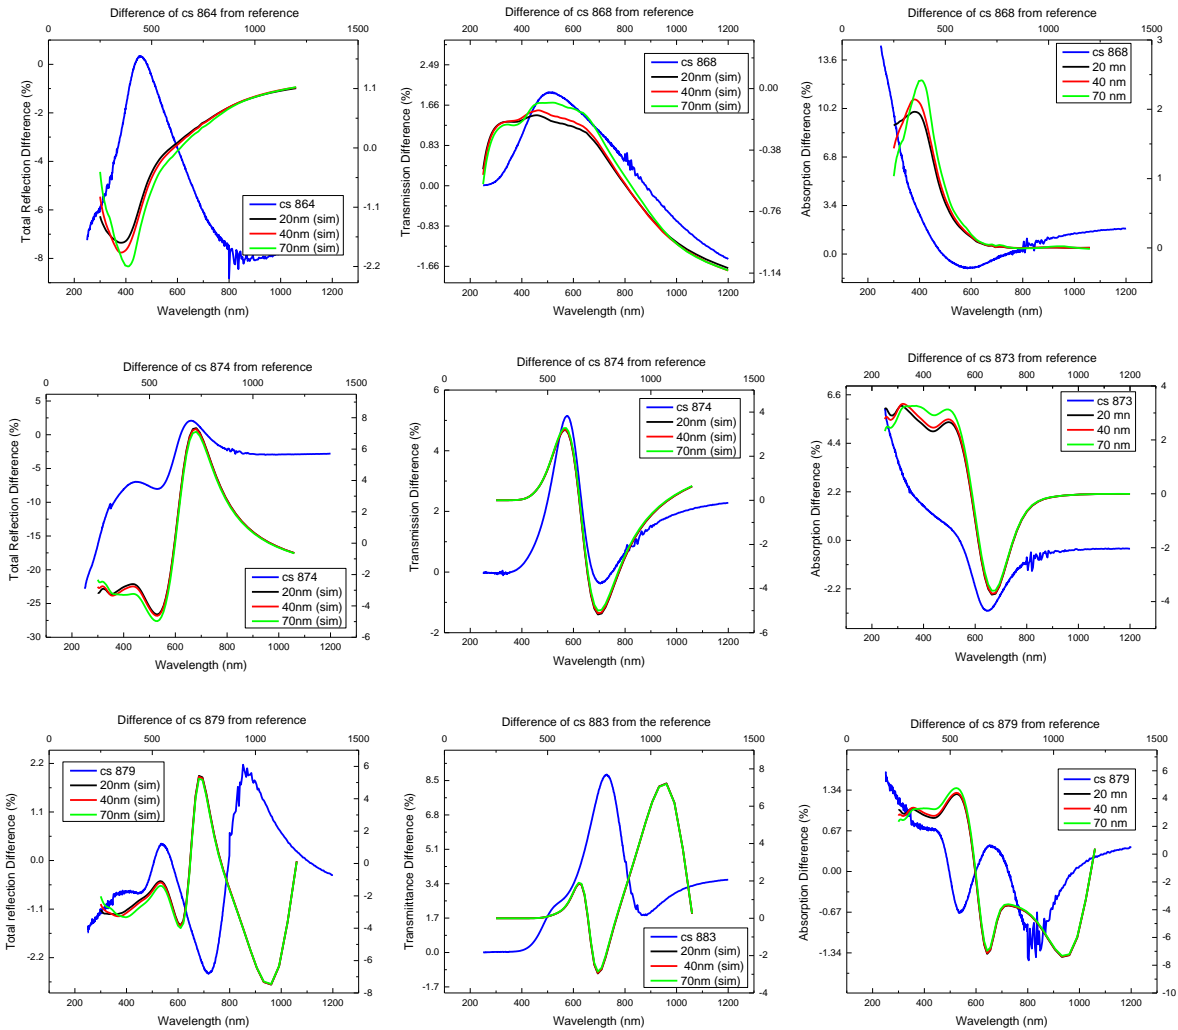 Difference of cs 864 from reference
0 250 500 750 1000 1250 1500
Total Reflection DIfference (%)
0
-2
-4
-6
-8
1.1
0.0
-1.1
-2.2
cs 864
20nm (sim)
40nm (sim)
70nm (sim)
200 400 600 800 1000 1200
Wavelength (nm)
Difference of cs 868 from reference
0 500 1000 1500
Transmission Difference (%)
2.49
1.66
0.83
0.00
-0.83
-1.66
0.00
-0.38
-0.76
-1.14
cs 868
20nm (sim)
40nm (sim)
70nm (sim)
200 400 600 800 1000 1200
Wavelength (nm)
Difference of cs 868 from reference
0 250 500 750 1000 1250 1500
Absorption Difference (%)
13.6
10.2
6.8
3.4
0.0
3
2
1
0
cs 868
20 mn
40 nm
70 nm
200 400 600 800 1000 1200
Wavelength (nm)
Difference of cs 874 from reference
0 250 500 750 1000 1250 1500
Total Relfection Difference (%)
5
0
-5
-10
-15
-20
-25
-30
8
6
4
2
0
-2
-4
-6
cs 874
20nm (sim)
40nm (sim)
70nm (sim)
200 400 600 800 1000 1200
Wavelength (nm)
Difference of cs 874 from reference
0 500 1000 1500
Transmission Difference (%)
6
4
2
0
-2
4
2
0
-2
-4
-6
cs 874
20nm (sim)
40nm (sim)
70nm (sim)
200 400 600 800 1000 1200
Wavelength (nm)
Difference of cs 873 from reference
200 400 600 800 1000 1200
Absorption Difference (%)
6.6
4.4
2.2
0.0
-2.2
4
2
0
-2
-4
cs 873
20 mn
40 nm
70 nm
200 400 600 800 1000 1200
Wavelength (nm)
Difference of cs 879 from reference
0 250 500 750 1000 1250 1500
Total reflection Difference (%)
2.2
1.1
0.0
-1.1
-2.2
6
4
2
0
-2
-4
-6
-8
cs 879
20nm (sim)
40nm (sim)
70nm (sim)
200 400 600 800 1000 1200
Wavelength (nm)
Difference of cs 883 from the reference
0 250 500 750 1000 1250 1500
Transmiittance Difference (%)
8.5
6.8
5.1
3.4
1.7
0.0
-1.7
8
6
4
2
0
-2
-4
cs 883
20nm (sim)
40nm (sim)
70nm (sim)
200 400 600 800 1000 1200
Wavelength (nm)
Difference of cs 879 from reference
0 500 1000 1500
Absorption Difference (%)
1.34
0.67
0.00
-0.67
-1.34
6
4
2
0
-2
-4
-6
-8
-10
cs 879
20 mn
40 nm
70 nm
200 400 600 800 1000 1200
Wavelength (nm)